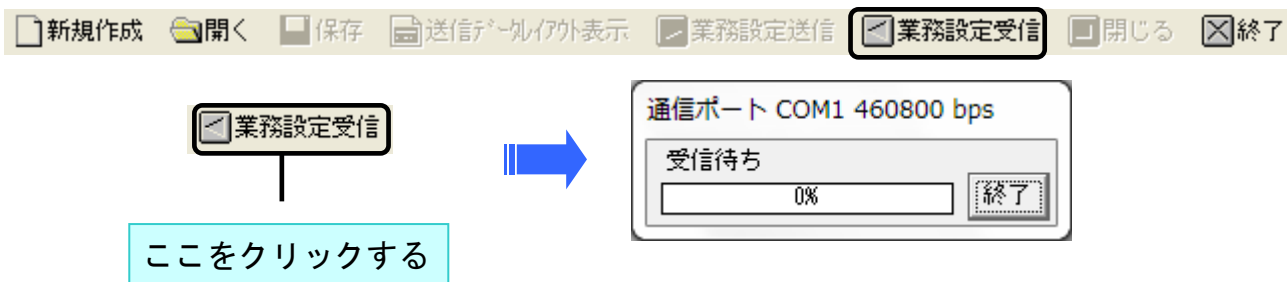 新規作成 開く 保存 送信ﾃﾞｰﾀﾚｲｱｳﾄ表示 業務設定送信 業務設定受信 閉じる 終了
業務設定受信
ここをクリックする
通信ポート COM1 460800 bps
受信待ち
0%
終了